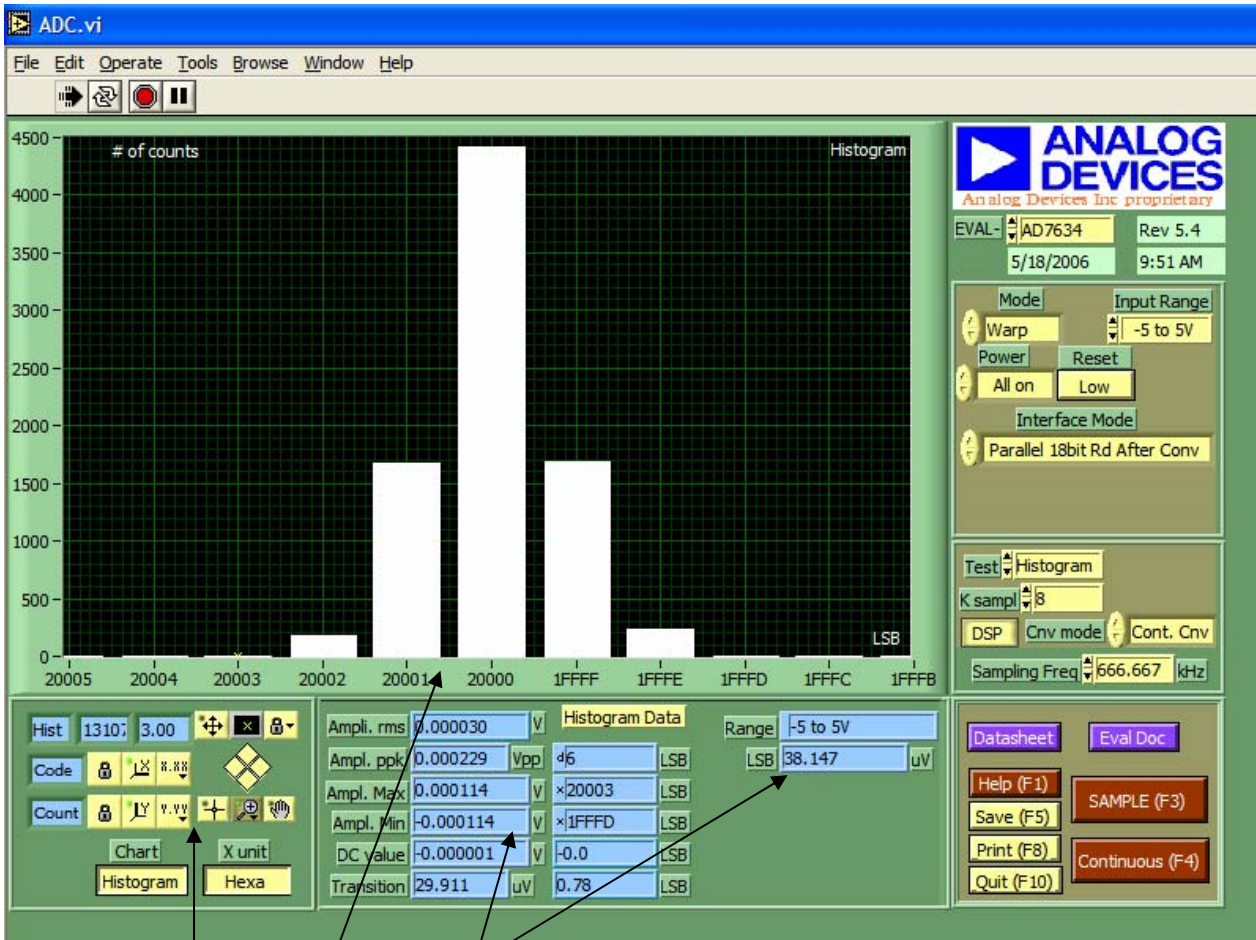 ADC.vi
File Edit Operate Tools Browse Window Help
# of counts
Histogram
4500
4000
3500
3000
2500
2000
1500
1000
500
0
LSB
20005 20004 20003 20002 20001 20000 1FFFF 1FFFE 1FFFD 1FFFC 1FFFB
ANALOG
DEVICES
Analog Devices Inc proprietary
EVAL- AD7634 Rev 5.4
5/18/2006 9:51 AM
Mode Input Range
Warp -5 to 5V
Power Reset
All on Low
Interface Mode
Parallel 18bit Rd After Conv
Test Histogram
K sampl 8
DSP Cnv mode Cont. Cnv
Sampling Freq 666.667 kHz
Hist 3.00
Code X X.XX
Count Y Y.YY
Chart X unit
Histogram Hexa
Histogram Data
Ampli. rms 0.000030 V
Ampl. ppk 0.000229 Vpp d6 LSB
Ampl. Max 0.000114 V x20003 LSB
Ampl. Min -0.000114 V x1FFFD LSB
DC value -0.000001 V -0.0 LSB
Transition 29.911 uV 0.78 LSB
Range -5 to 5V
LSB 38.147 uV
Datasheet Eval Doc
Help (F1)
SAMPLE (F3)
Save (F5)
Print (F8)
Continuous (F4)
Quit (F10)